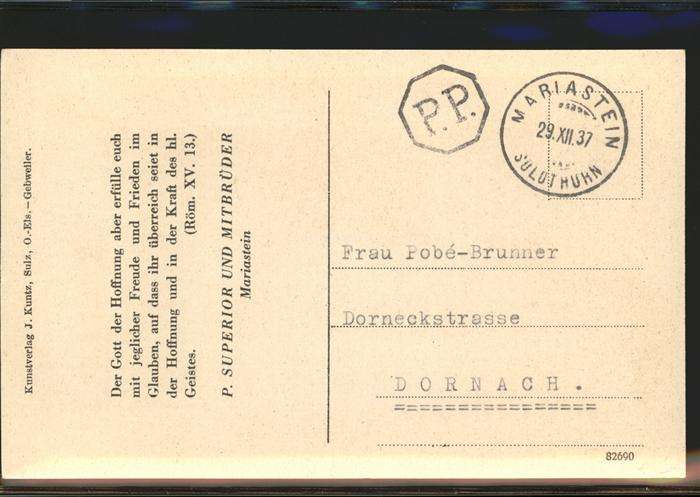 Kunstverlag J. Kuntz, Sulz, O.-Els. — Gebweiler.
Der Gott der Hoffnung aber erfülle euch
mit jeglicher Freude und Frieden im
Glauben, auf dass ihr überreich seiet in
der Hoffnung und in der Kraft des hl.
Geistes. (Röm. XV. 13.)
P. SUPERIOR UND MITBRÜDER
Mariastein
P.P.
MARIASTEIN
29.XII.37
SOLOTHURN
Frau Pobé-Brunner
Dorneckstrasse
DORNACH.
82690